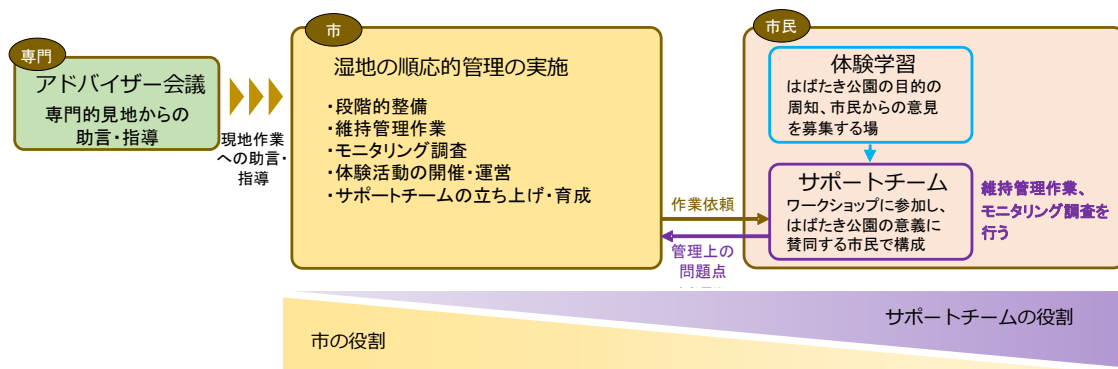 専門
アドバイザー会議
専門的見地からの
助言・指導
現地作業
への助言・
指導
市
湿地の順応的管理の実施
・段階的整備
・維持管理作業
・モニタリング調査
・体験活動の開催・運営
・サポートチームの立ち上げ・育成
作業依頼
管理上の
問題点
市民
体験学習
はばたき公園の目的の
周知、市民からの意見
を募集する場
サポートチーム
ワークショップに参加し、
はばたき公園の意義に
賛同する市民で構成
維持管理作業、
モニタリング調査を
行う
サポートチームの役割
市の役割